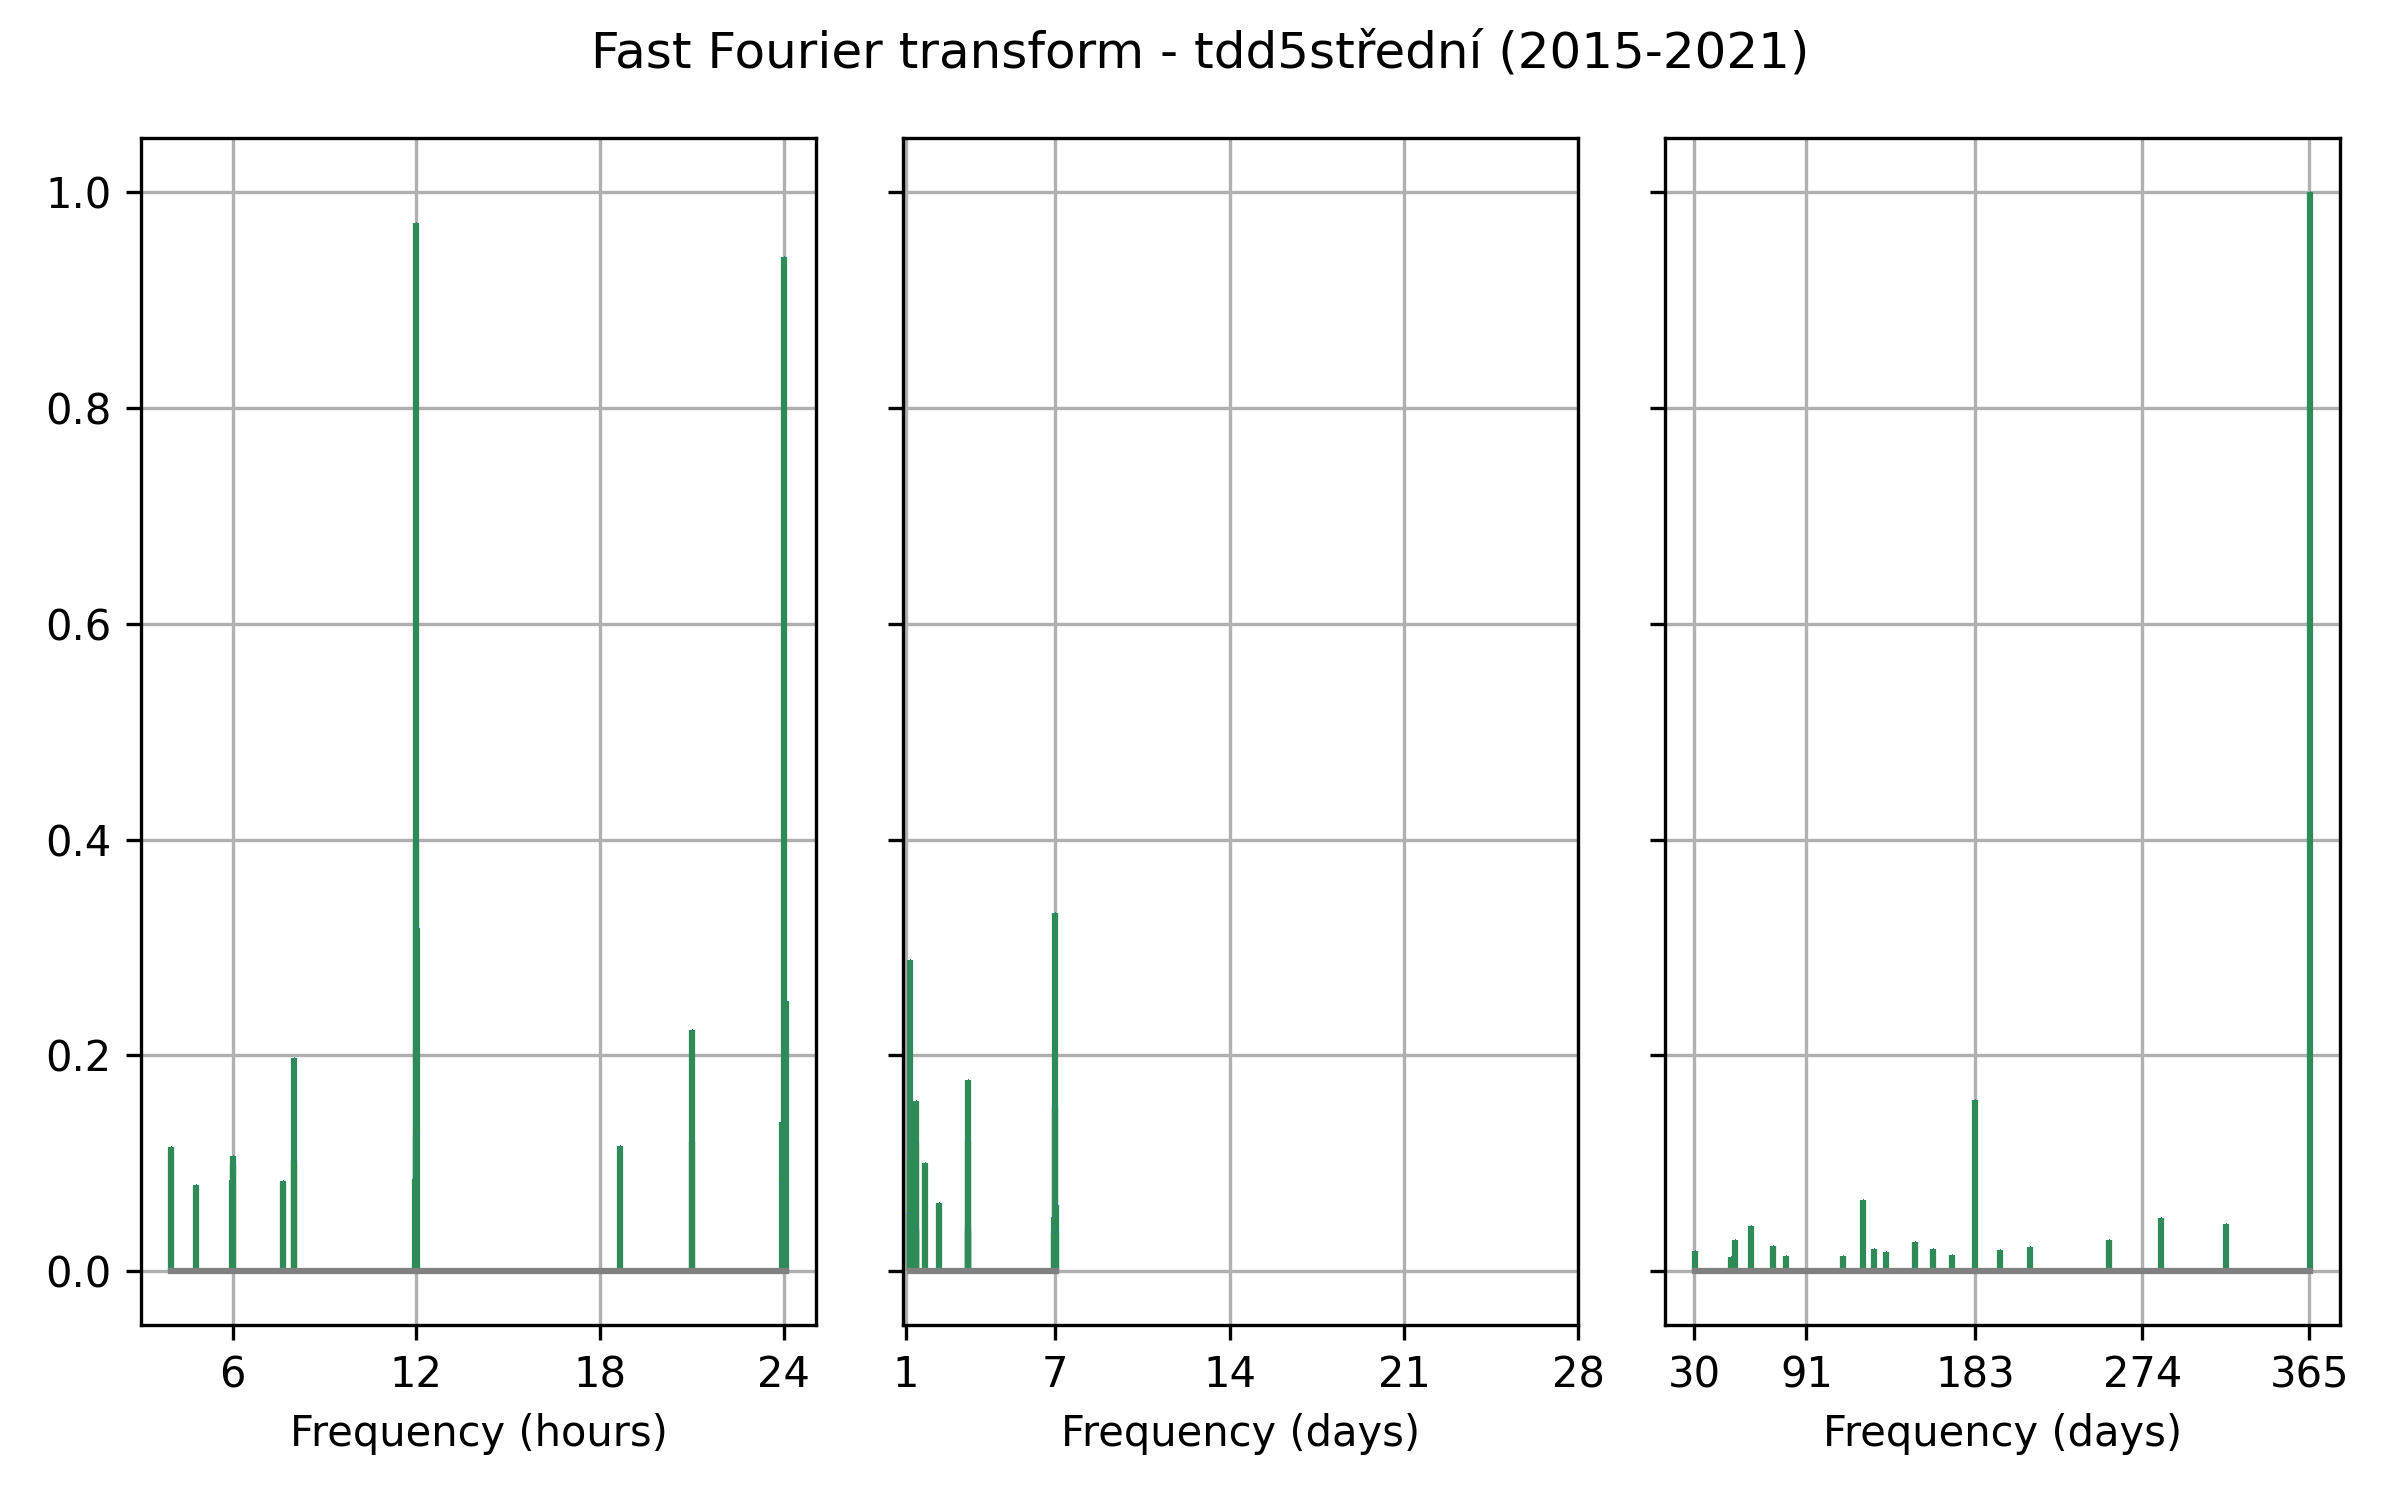 Fast Fourier transform - tdd5střední (2015-2021)
1.0
0.8
0.6
0.4
0.2
0.0
6 12 18 24
Frequency (hours)
1 7 14 21 28
Frequency (days)
30 91 183 274 365
Frequency (days)